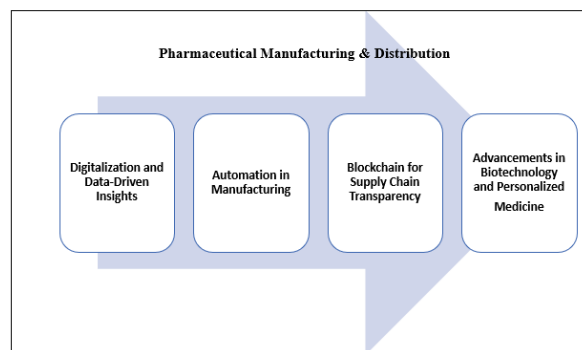 Pharmaceutical Manufacturing & Distribution
Digitalization and
Data-Driven
Insights
Automation in
Manufacturing
Blockchain for
Supply Chain
Transparency
Advancements in
Biotechnology
and Personalized
Medicine